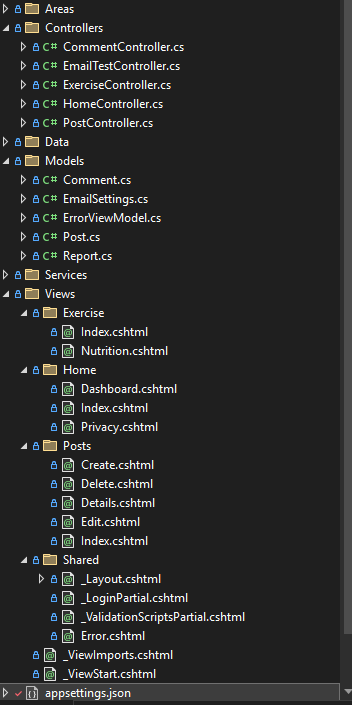 Areas
Controllers
C# CommentController.cs
C# EmailTestController.cs
C# ExerciseController.cs
C# HomeController.cs
C# PostController.cs
Data
Models
C# Comment.cs
C# EmailSettings.cs
C# ErrorViewModel.cs
C# Post.cs
C# Report.cs
Services
Views
Exercise
@ Index.cshtml
@ Nutrition.cshtml
Home
@ Dashboard.cshtml
@ Index.cshtml
@ Privacy.cshtml
Posts
@ Create.cshtml
@ Delete.cshtml
@ Details.cshtml
@ Edit.cshtml
@ Index.cshtml
Shared
@ _Layout.cshtml
@ _LoginPartial.cshtml
@ _ValidationScriptsPartial.cshtml
@ Error.cshtml
@ _ViewImports.cshtml
@ _ViewStart.cshtml
appsettings.json